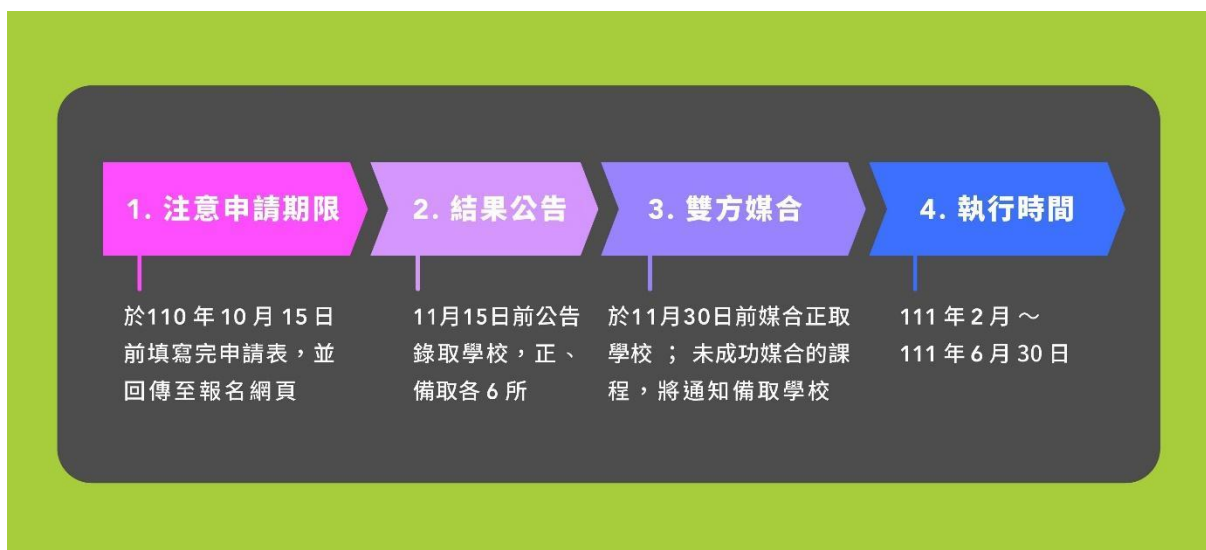 1. 注意申請期限
於110 年 10 月 15 日
前填寫完申請表，並
回傳至報名網頁
2. 結果公告
11月15日前公告
錄取學校，正、
備取各 6 所
3. 雙方媒合
於11月30日前媒合正取
學校 ； 未成功媒合的課
程，將通知備取學校
4. 執行時間
111 年 2 月 ～
111 年 6 月 30 日